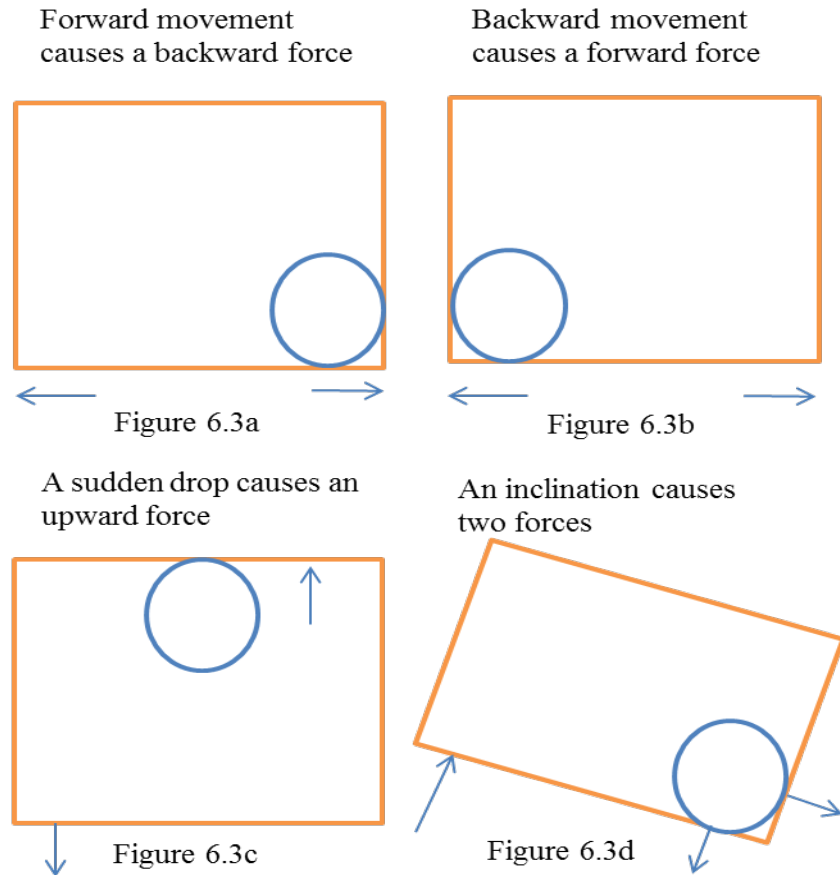 Forward movement
causes a backward force
Backward movement
causes a forward force
Figure 6.3a
Figure 6.3b
A sudden drop causes an
upward force
An inclination causes
two forces
Figure 6.3c
Figure 6.3d